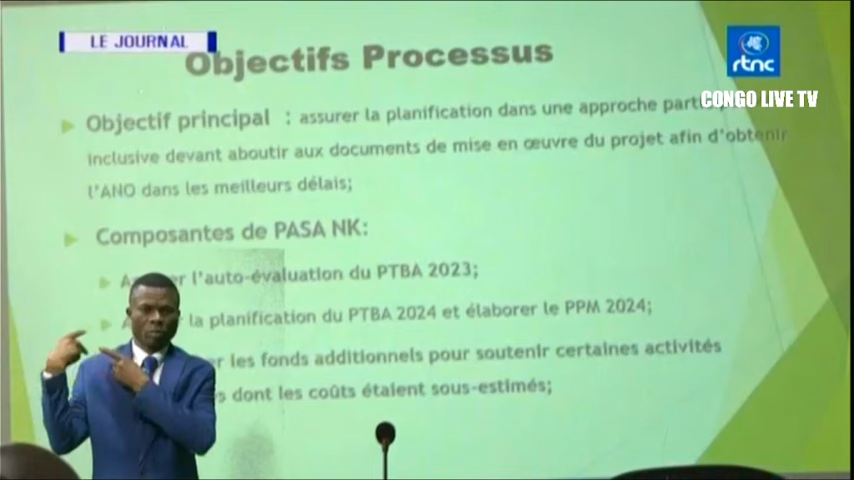 LE JOURNAL
rtnc
CONGO LIVE TV
Objectifs Processus
Objectif principal : assurer la planification dans une approche
inclusive devant aboutir aux documents de mise en œuvre du projet afin d'obtenir
l'ANO dans les meilleurs délais;
Composantes de PASA NK:
l'auto-évaluation du PTBA 2023;
la planification du PTBA 2024 et élaborer le PPM 2024;
les fonds additionnels pour soutenir certaines activités
dont les coûts étaient sous-estimés;